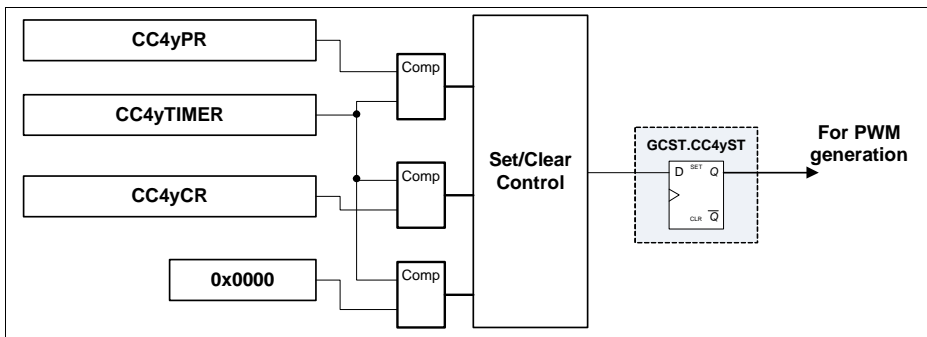 CC4yPR
Comp
CC4yTIMER
Set/Clear
Control
For PWM
generation
GCST.CC4yST
D
SET
Q
CLR
Q
Comp
CC4yCR
Comp
0x0000